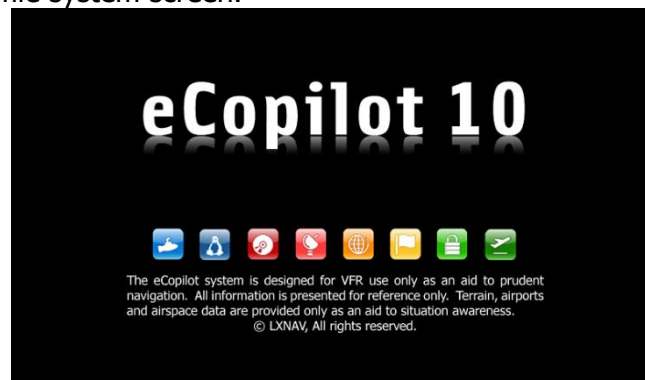 system screen.
eCopilot 10
The eCopilot system is designed for VFR use only as an aid to prudent
navigation. All information is presented for reference only. Terrain, airports
and airspace data are provided only as an aid to situation awareness.
© LXNAV, All rights reserved.